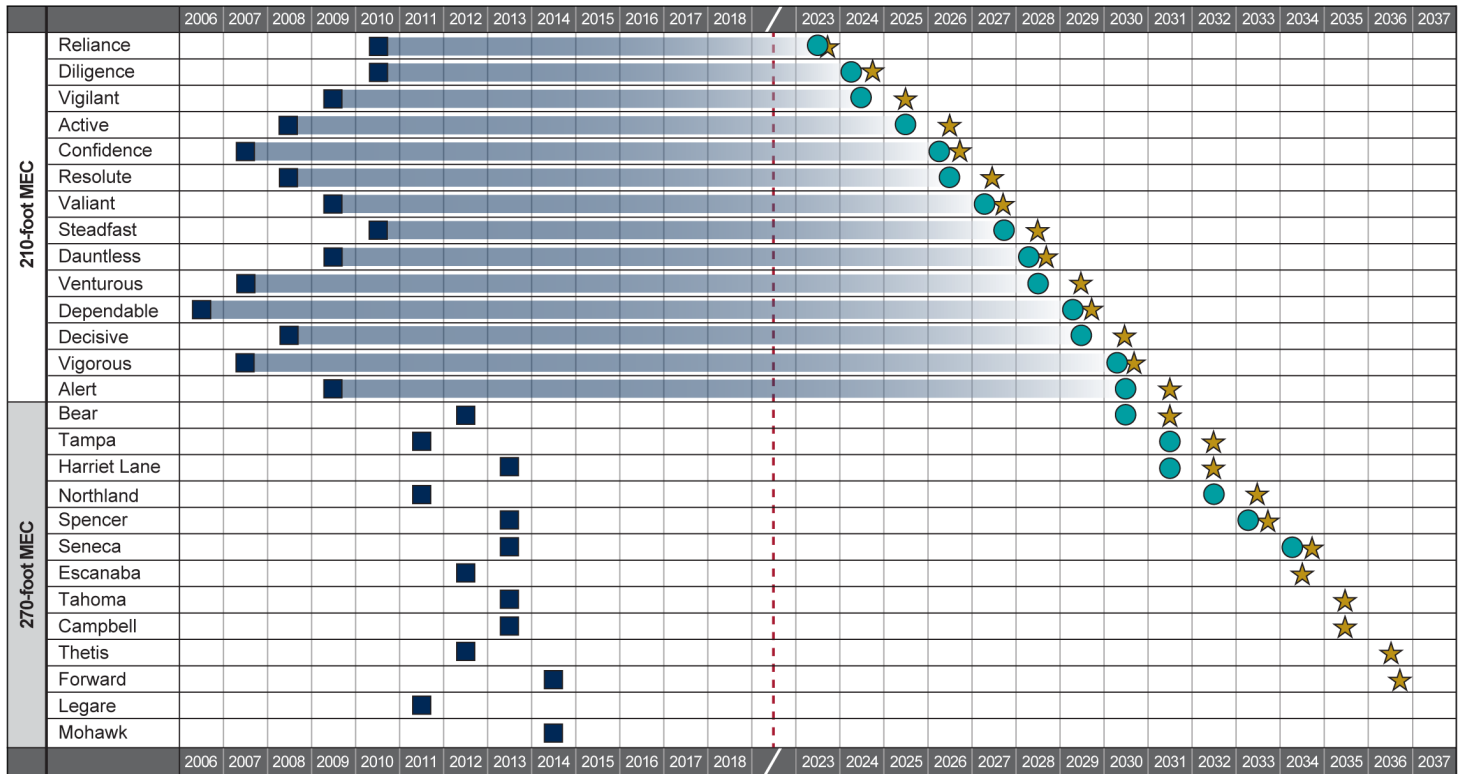 2006 2007 2008 2009 2010 2011 2012 2013 2014 2015 2016 2017 2018 2023 2024 2025 2026 2027 2028 2029 2030 2031 2032 2033 2034 2035 2036 2037
210-foot MEC
Reliance
Diligence
Vigilant
Active
Confidence
Resolute
Valiant
Steadfast
Dauntless
Venturous
Dependable
Decisive
Vigorous
Alert
270-foot MEC
Bear
Tampa
Harriet Lane
Northland
Spencer
Seneca
Escanaba
Tahoma
Campbell
Thetis
Forward
Legare
Mohawk
2006 2007 2008 2009 2010 2011 2012 2013 2014 2015 2016 2017 2018 2023 2024 2025 2026 2027 2028 2029 2030 2031 2032 2033 2034 2035 2036 2037